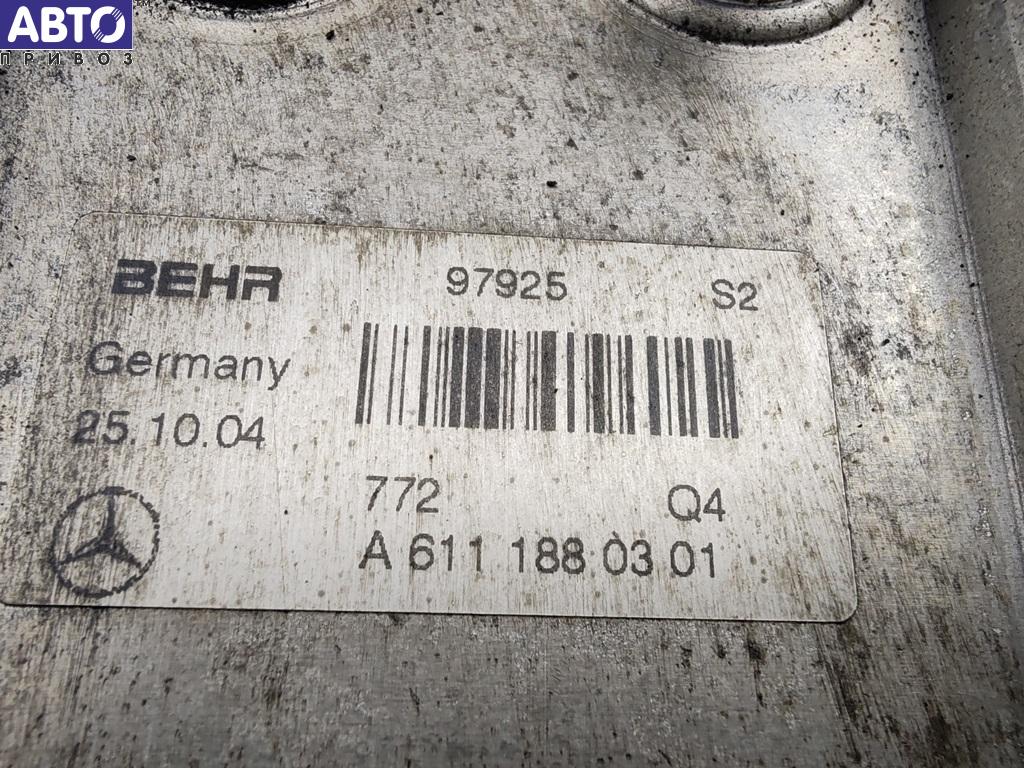 АВТО
ПРИВОЗ
BEHR 97925 S2
Germany
25.10.04
772 Q4
A 611 188 03 01